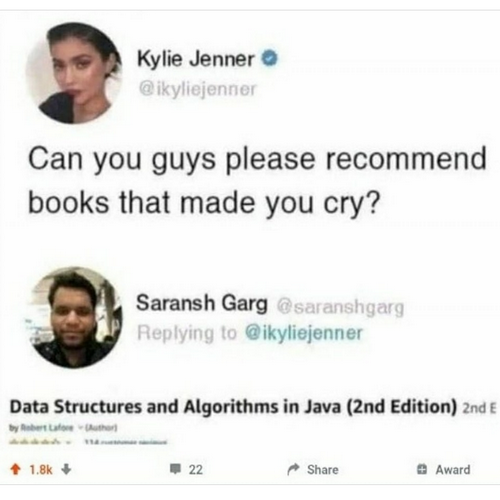 Kylie Jenner
@ikyliejenner
Can you guys please recommend
books that made you cry?
Saransh Garg @saranshgarg
Replying to @ikyliejenner
Data Structures and Algorithms in Java (2nd Edition) 2nd E
by Robert Lafore (Author)
1.8k 22 Share Award